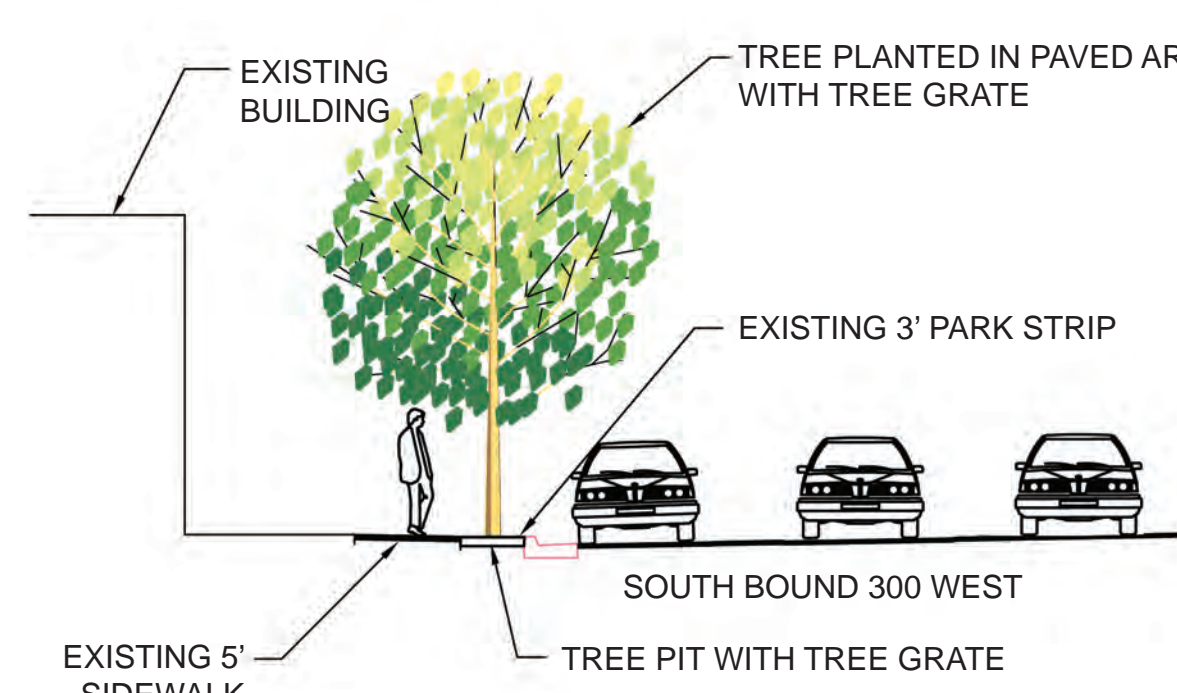 EXISTING
BUILDING
TREE PLANTED IN PAVED AR
WITH TREE GRATE
EXISTING 3’ PARK STRIP
SOUTH BOUND 300 WEST
EXISTING 5’
SIDEWALK
TREE PIT WITH TREE GRATE